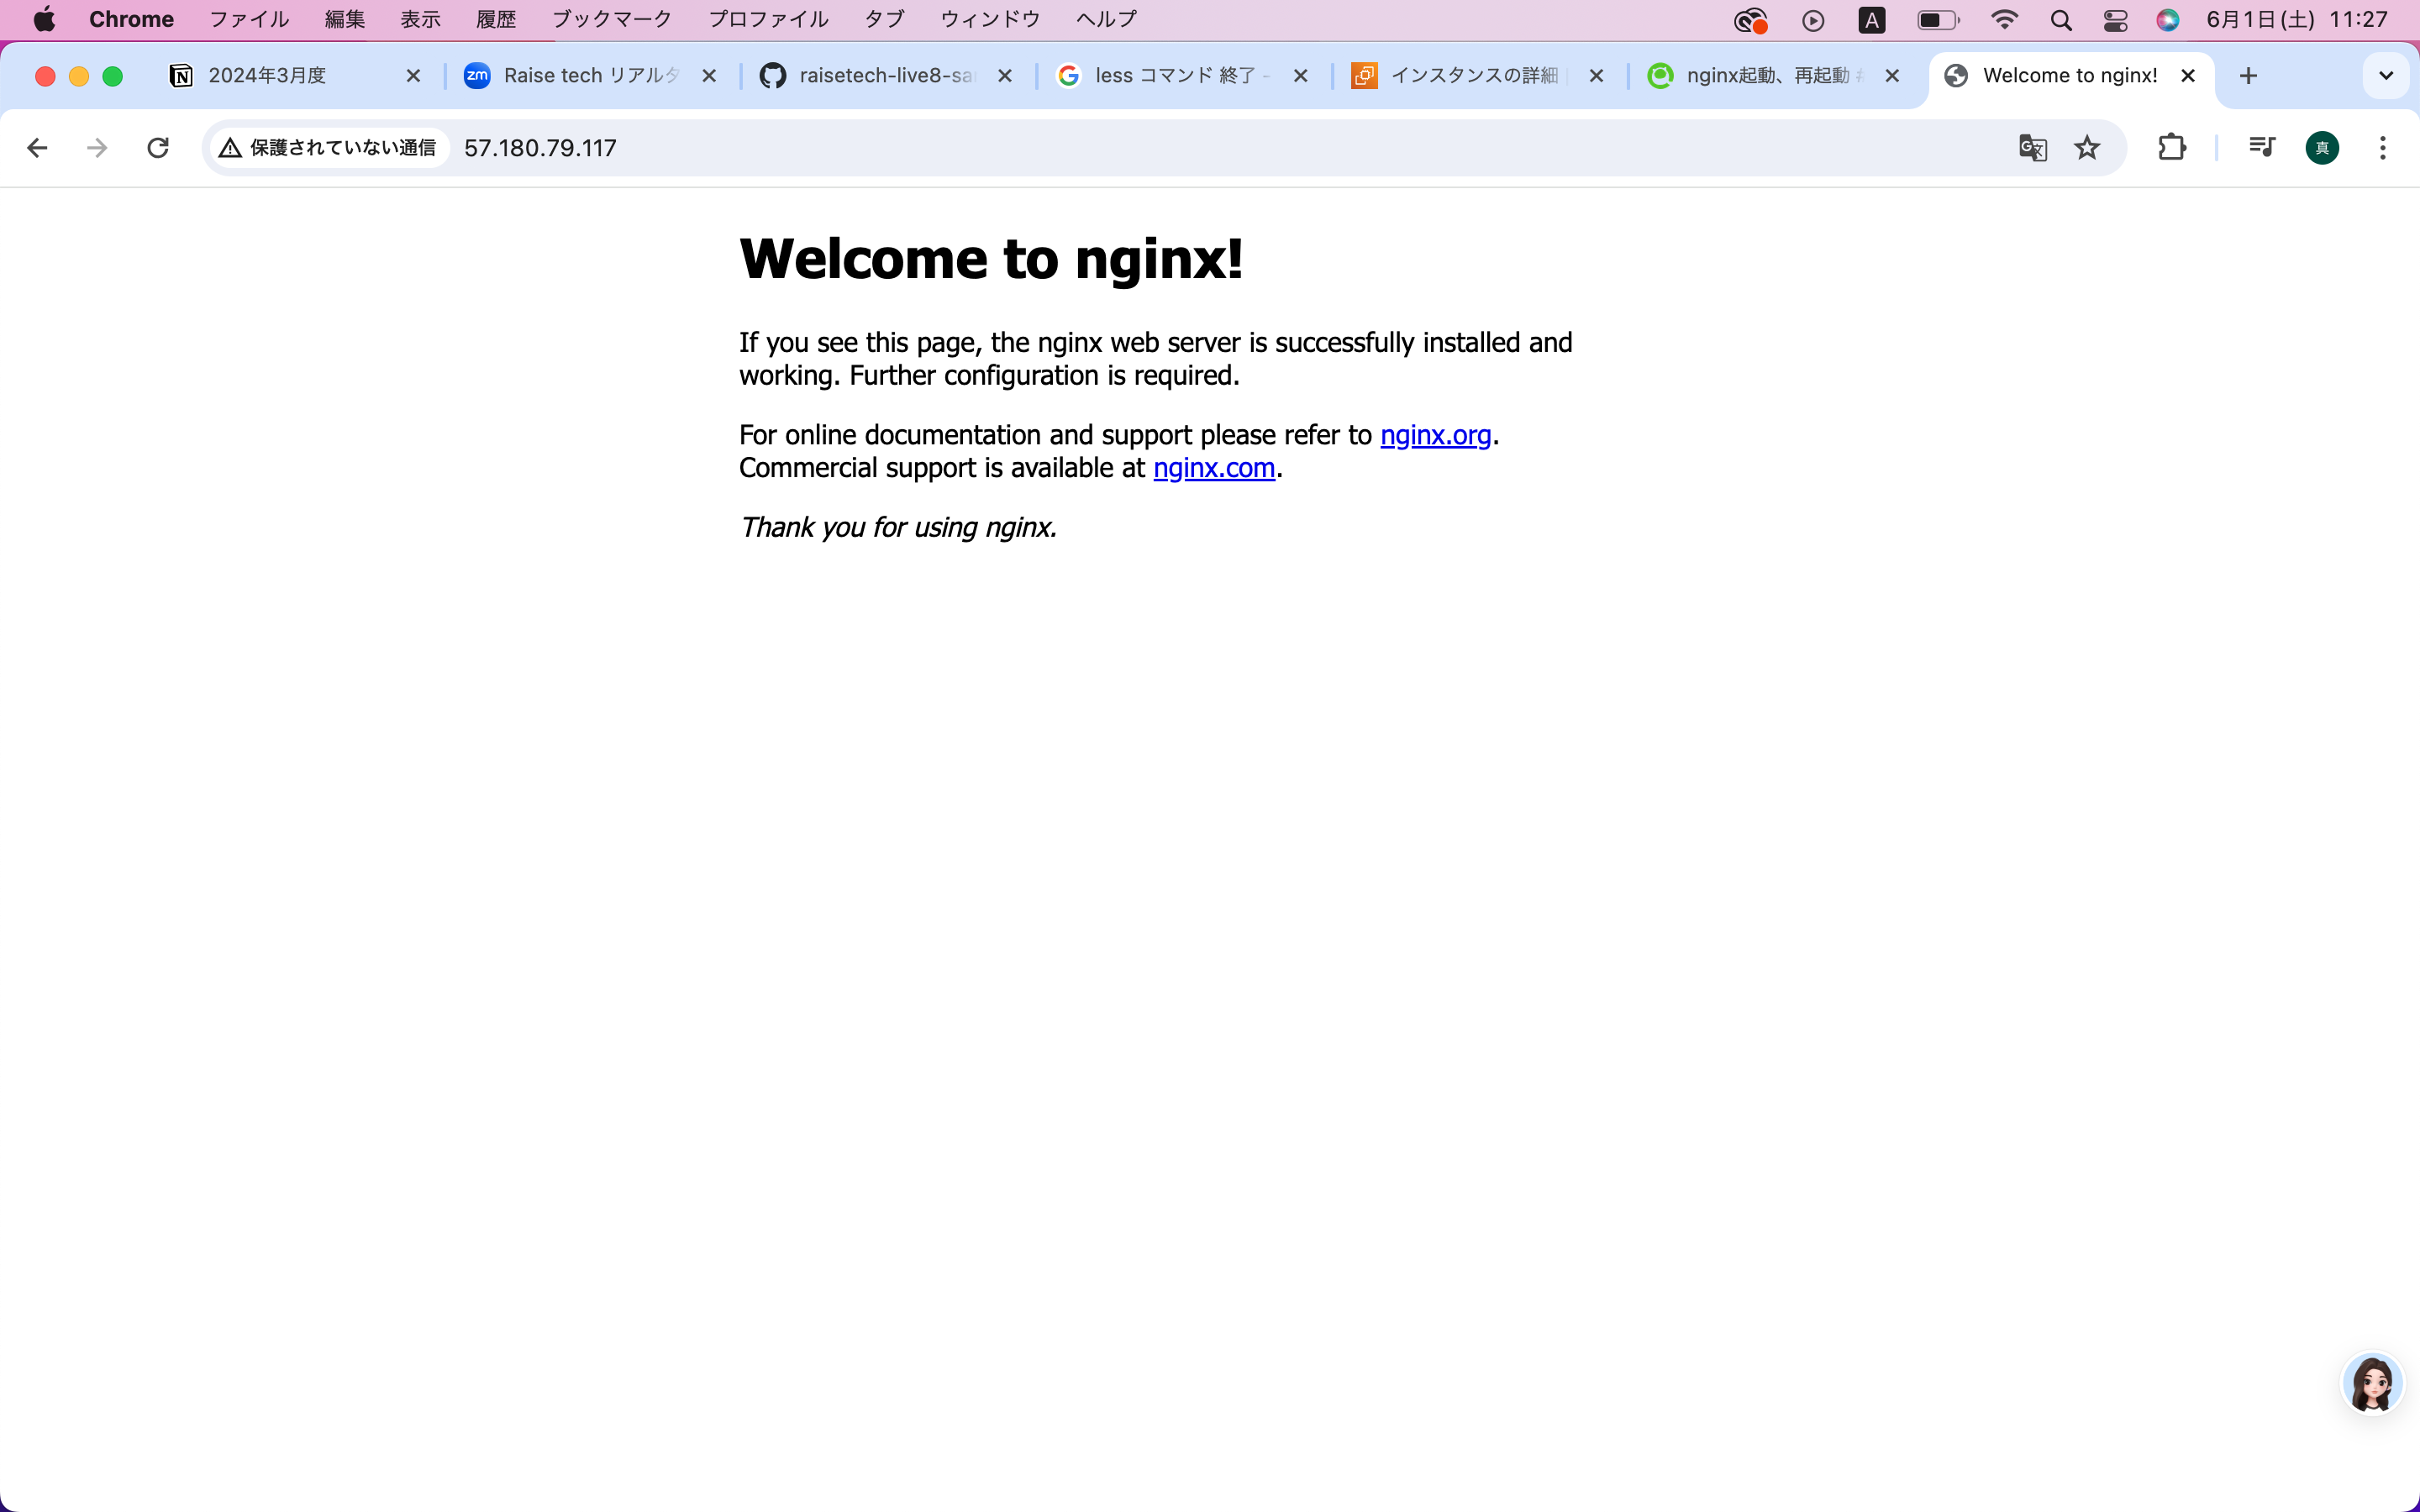 Chrome ファイル 編集 表示 履歴 ブックマーク プロファイル タブ ウィンドウ ヘルプ A 6月1日(土) 11:27
2024年3月度 zm Raise tech リアルタ raisetech-live8-sa less コマンド 終了 - インスタンスの詳細 nginx起動、再起動 Welcome to nginx!
保護されていない通信 57.180.79.117 真
Welcome to nginx!
If you see this page, the nginx web server is successfully installed and
working. Further configuration is required.
For online documentation and support please refer to nginx.org.
Commercial support is available at nginx.com.
Thank you for using nginx.